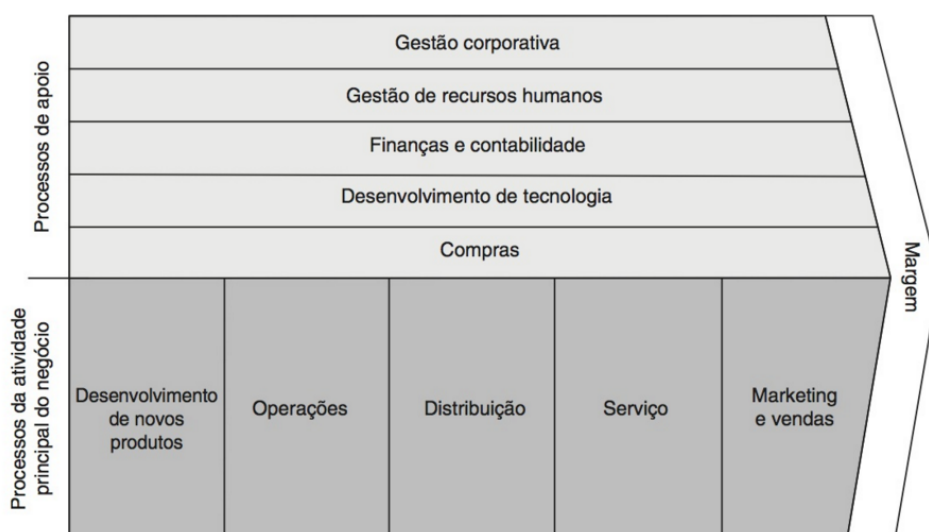 Processos de apoio
Gestão corporativa
Gestão de recursos humanos
Finanças e contabilidade
Desenvolvimento de tecnologia
Compras
Processos da atividade
principal do negócio
Desenvolvimento
de novos
produtos
Operações
Distribuição
Serviço
Marketing
e vendas
Margem